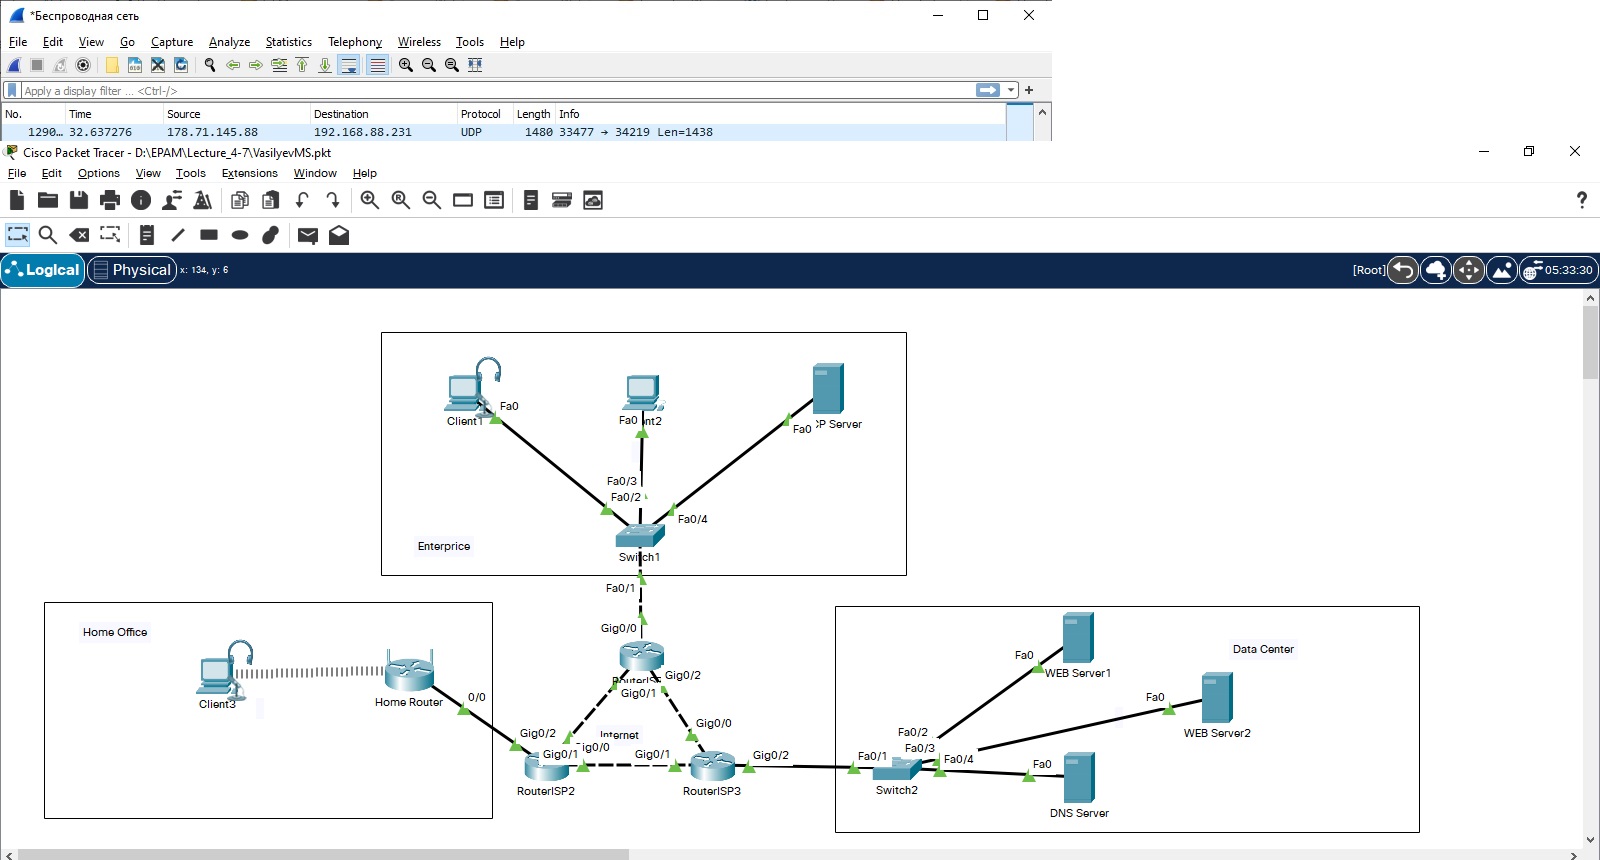 *Беспроводная сеть
File Edit View Go Capture Analyze Statistics Telephony Wireless Tools Help
Apply a display filter ... <Ctrl-/>
No. Time Source Destination Protocol Length Info
1290… 32.637276 178.71.145.88 192.168.88.231 UDP 1480 33477 → 34219 Len=1438
Cisco Packet Tracer - D:\EPAM\Lecture_4-7\VasilyevMS.pkt
File Edit Options View Tools Extensions Window Help
Logical Physical x: 134, y: 6 [Root] 05:33:30
Fa0
Client1
Fa0 nt2
Fa0 P Server
Fa0/3
Fa0/2
Fa0/4
Enterprice
Switch1
Fa0/1
Gig0/0
Home Office
Gig0/2
Gig0/1
Client3
Home Router
0/0
Gig0/2
Gig0/0
Internet
Gig0/0
Gig0/1
Gig0/1
Gig0/2
RouterISP2
RouterISP3
Data Center
Fa0
WEB Server1
Fa0
WEB Server2
Fa0/2
Fa0/3
Fa0/1
Fa0/4
Fa0
Switch2
DNS Server